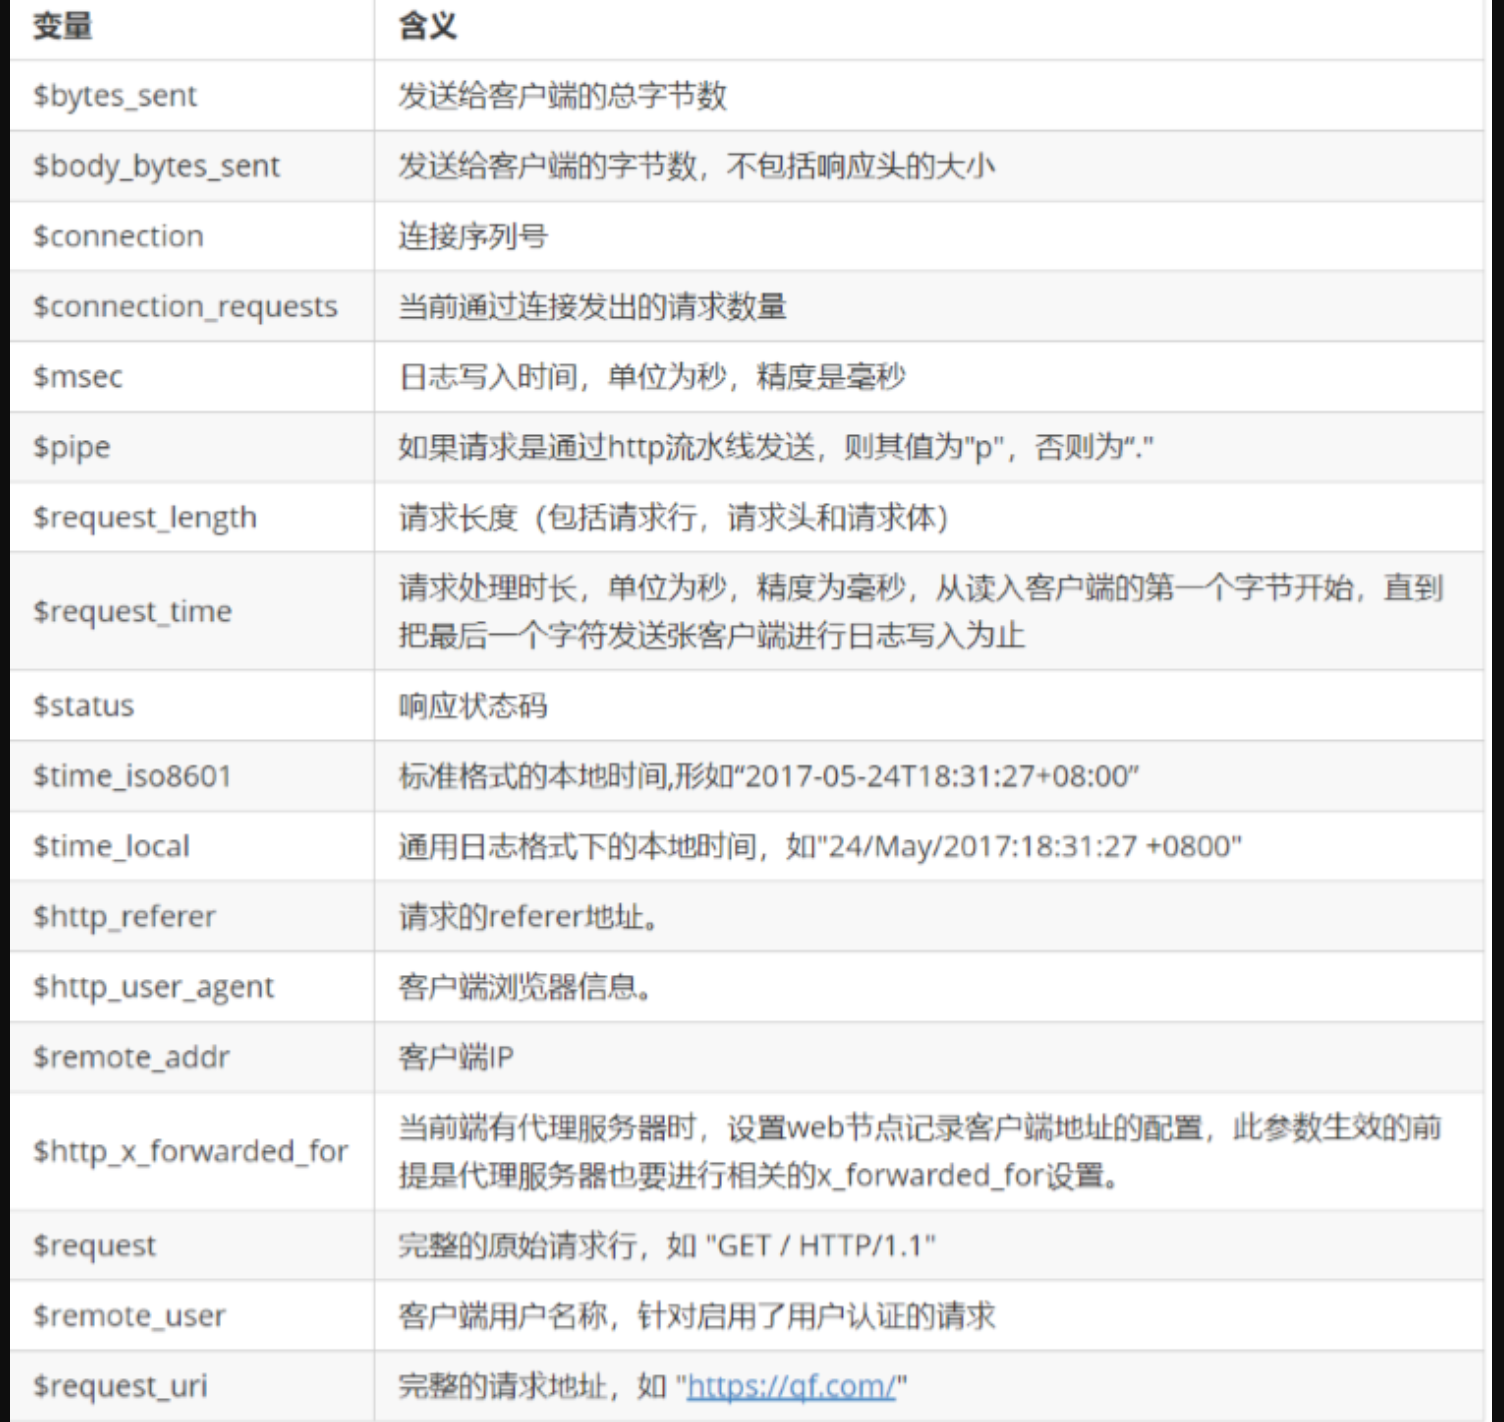 变量 含义
$bytes_sent 发送给客户端的总字节数
$body_bytes_sent 发送给客户端的字节数，不包括响应头的大小
$connection 连接序列号
$connection_requests 当前通过连接发出的请求数量
$msec 日志写入时间，单位为秒，精度是毫秒
$pipe 如果请求是通过http流水线发送，则其值为"p"，否则为“."
$request_length 请求长度（包括请求行，请求头和请求体）
$request_time 请求处理时长，单位为秒，精度为毫秒，从读入客户端的第一个字节开始，直到
把最后一个字符发送张客户端进行日志写入为止
$status 响应状态码
$time_iso8601 标准格式的本地时间,形如“2017-05-24T18:31:27+08:00”
$time_local 通用日志格式下的本地时间，如"24/May/2017:18:31:27 +0800"
$http_referer 请求的referer地址。
$http_user_agent 客户端浏览器信息。
$remote_addr 客户端IP
$http_x_forwarded_for 当前端有代理服务器时，设置web节点记录客户端地址的配置，此参数生效的前
提是代理服务器也要进行相关的x_forwarded_for设置。
$request 完整的原始请求行，如 "GET / HTTP/1.1"
$remote_user 客户端用户名称，针对启用了用户认证的请求
$request_uri 完整的请求地址，如 "https://qf.com/"